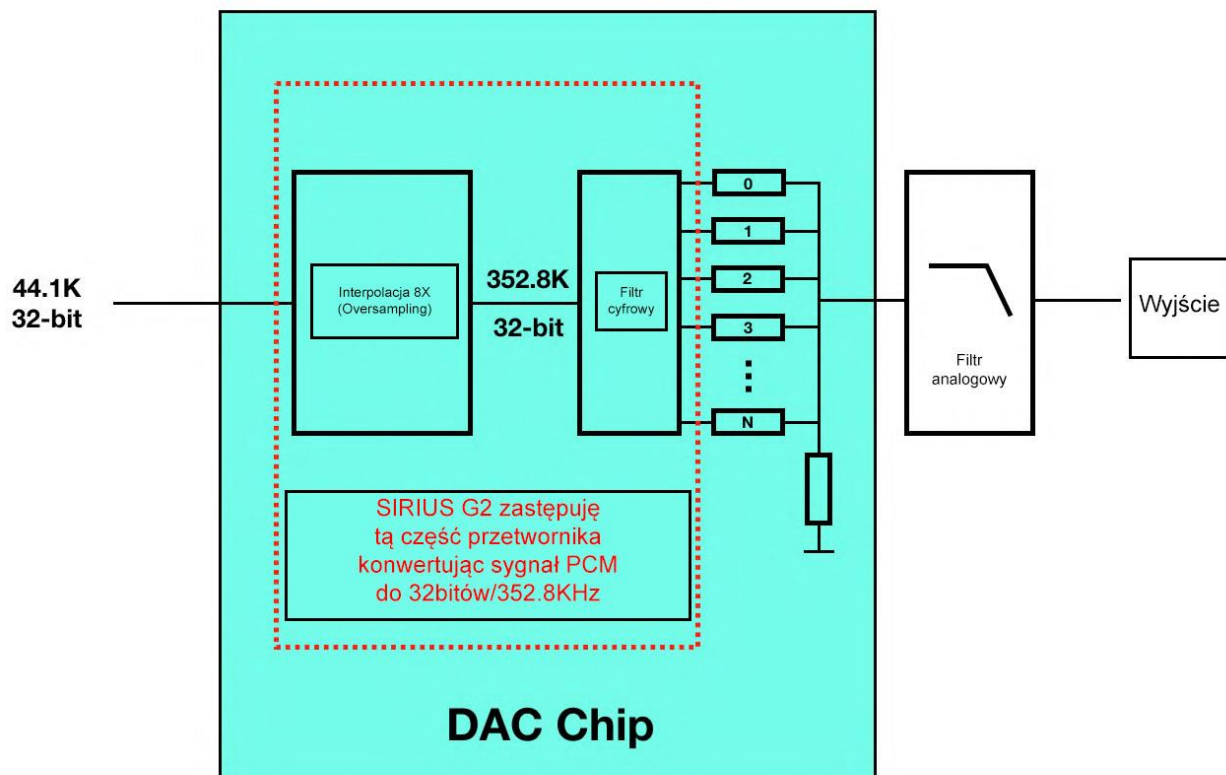 44.1K
32-bit
Interpolacja 8X
(Oversampling)
352.8K
32-bit
Filtr
cyfrowy
0
1
2
3
N
Filtr
analogowy
Wyjście
SIRIUS G2 zastępuję
tą część przetwornika
konwertując sygnał PCM
do 32bitów/352.8KHz
DAC Chip